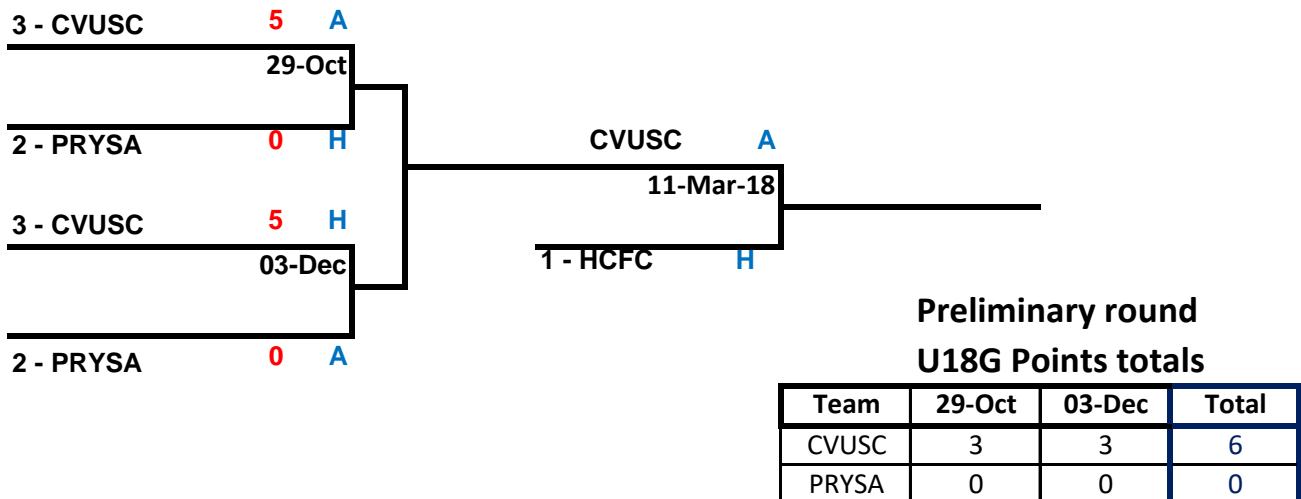 3 - CVUSC 5 A
29-Oct
2 - PRYSA 0 H
3 - CVUSC 5 H
03-Dec
2 - PRYSA 0 A
CVUSC A
11-Mar-18
1 - HCFC H
Preliminary round
U18G Points totals
Team 29-Oct 03-Dec Total
CVUSC 3 3 6
PRYSA 0 0 0